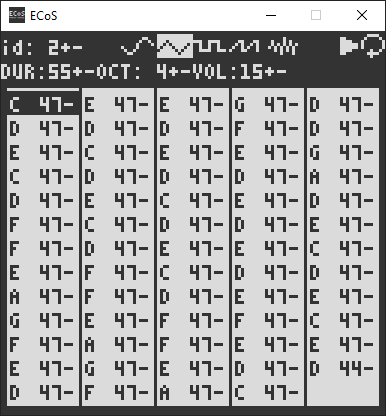 ECoS
id: 2+-
DUR:55+-OCT: 4+-VOL:15+-
C 47- E 47- E 47- G 47- D 47-
D 47- D 47- E 47- F 47- D 47-
E 47- C 47- E 47- E 47- G 47-
C 47- E 47- D 47- D 47- A 47-
D 47- E 47- C 47- D 47- D 47-
F 47- C 47- D 47- E 47- E 47-
F 47- D 47- D 47- E 47- C 47-
E 47- F 47- C 47- D 47- D 47-
A 47- F 47- D 47- E 47- E 47-
G 47- E 47- F 47- F 47- C 47-
F 47- A 47- F 47- E 47- E 47-
E 47- G 47- E 47- D 47- D 44-
D 47- F 47- A 47- C 47-